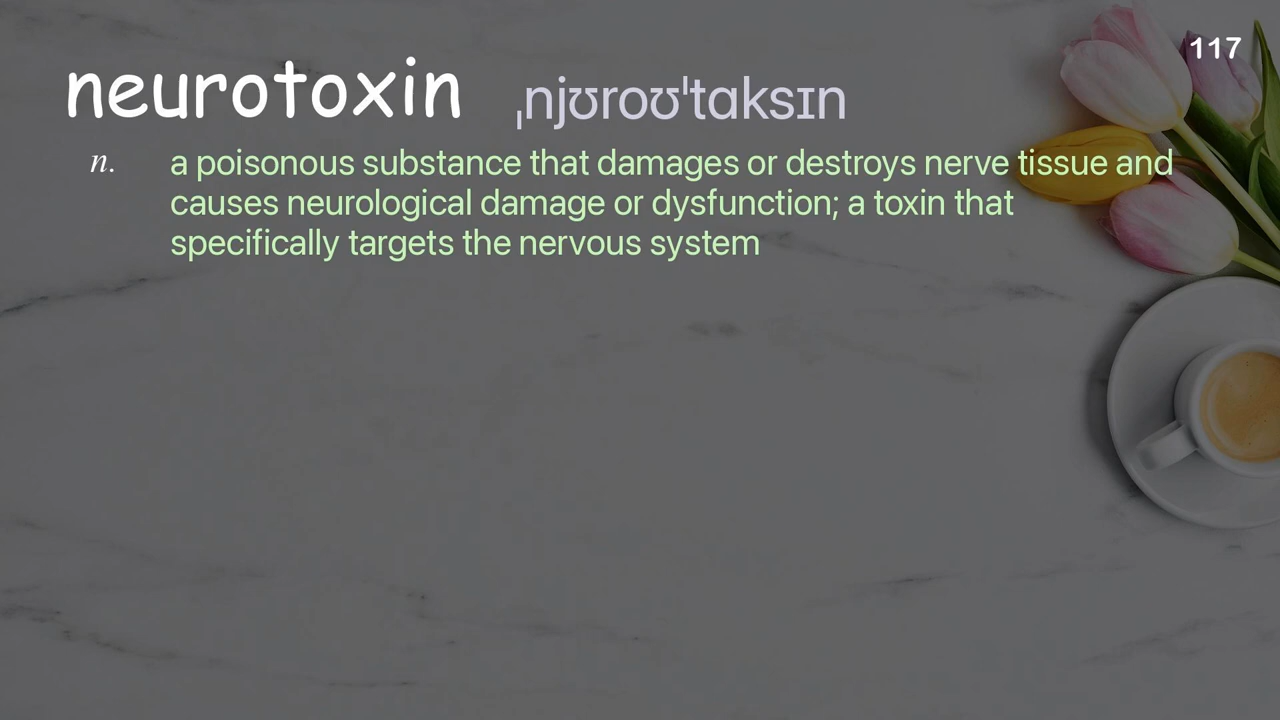 117
neurotoxin ˌnjʊroʊˈtɑksɪn
n. a poisonous substance that damages or destroys nerve tissue and
causes neurological damage or dysfunction; a toxin that
specifically targets the nervous system